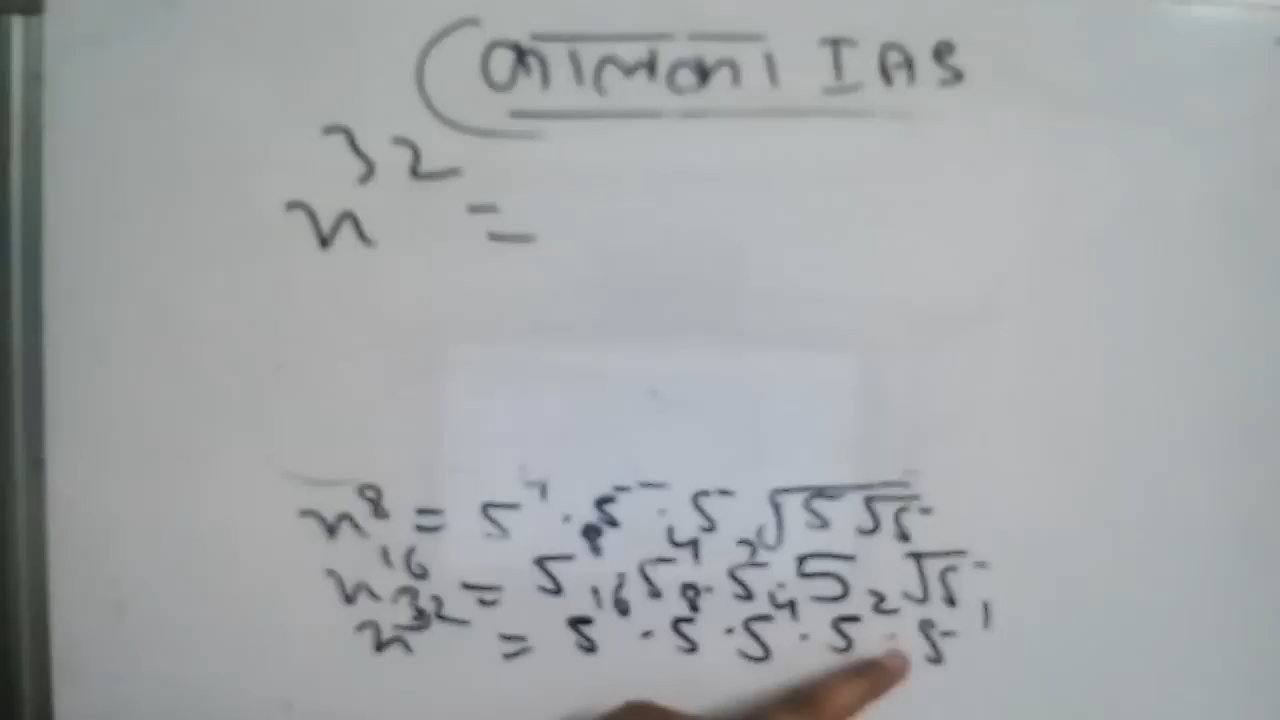 IAS
x³² =
x⁸ = 5⁴ · 5² · 5 √(5√5)
x¹⁶ = 5⁸ 5⁴ · 5² · 5 √5
x³² = 5¹⁶ · 5⁸ · 5⁴ · 5² · 5¹